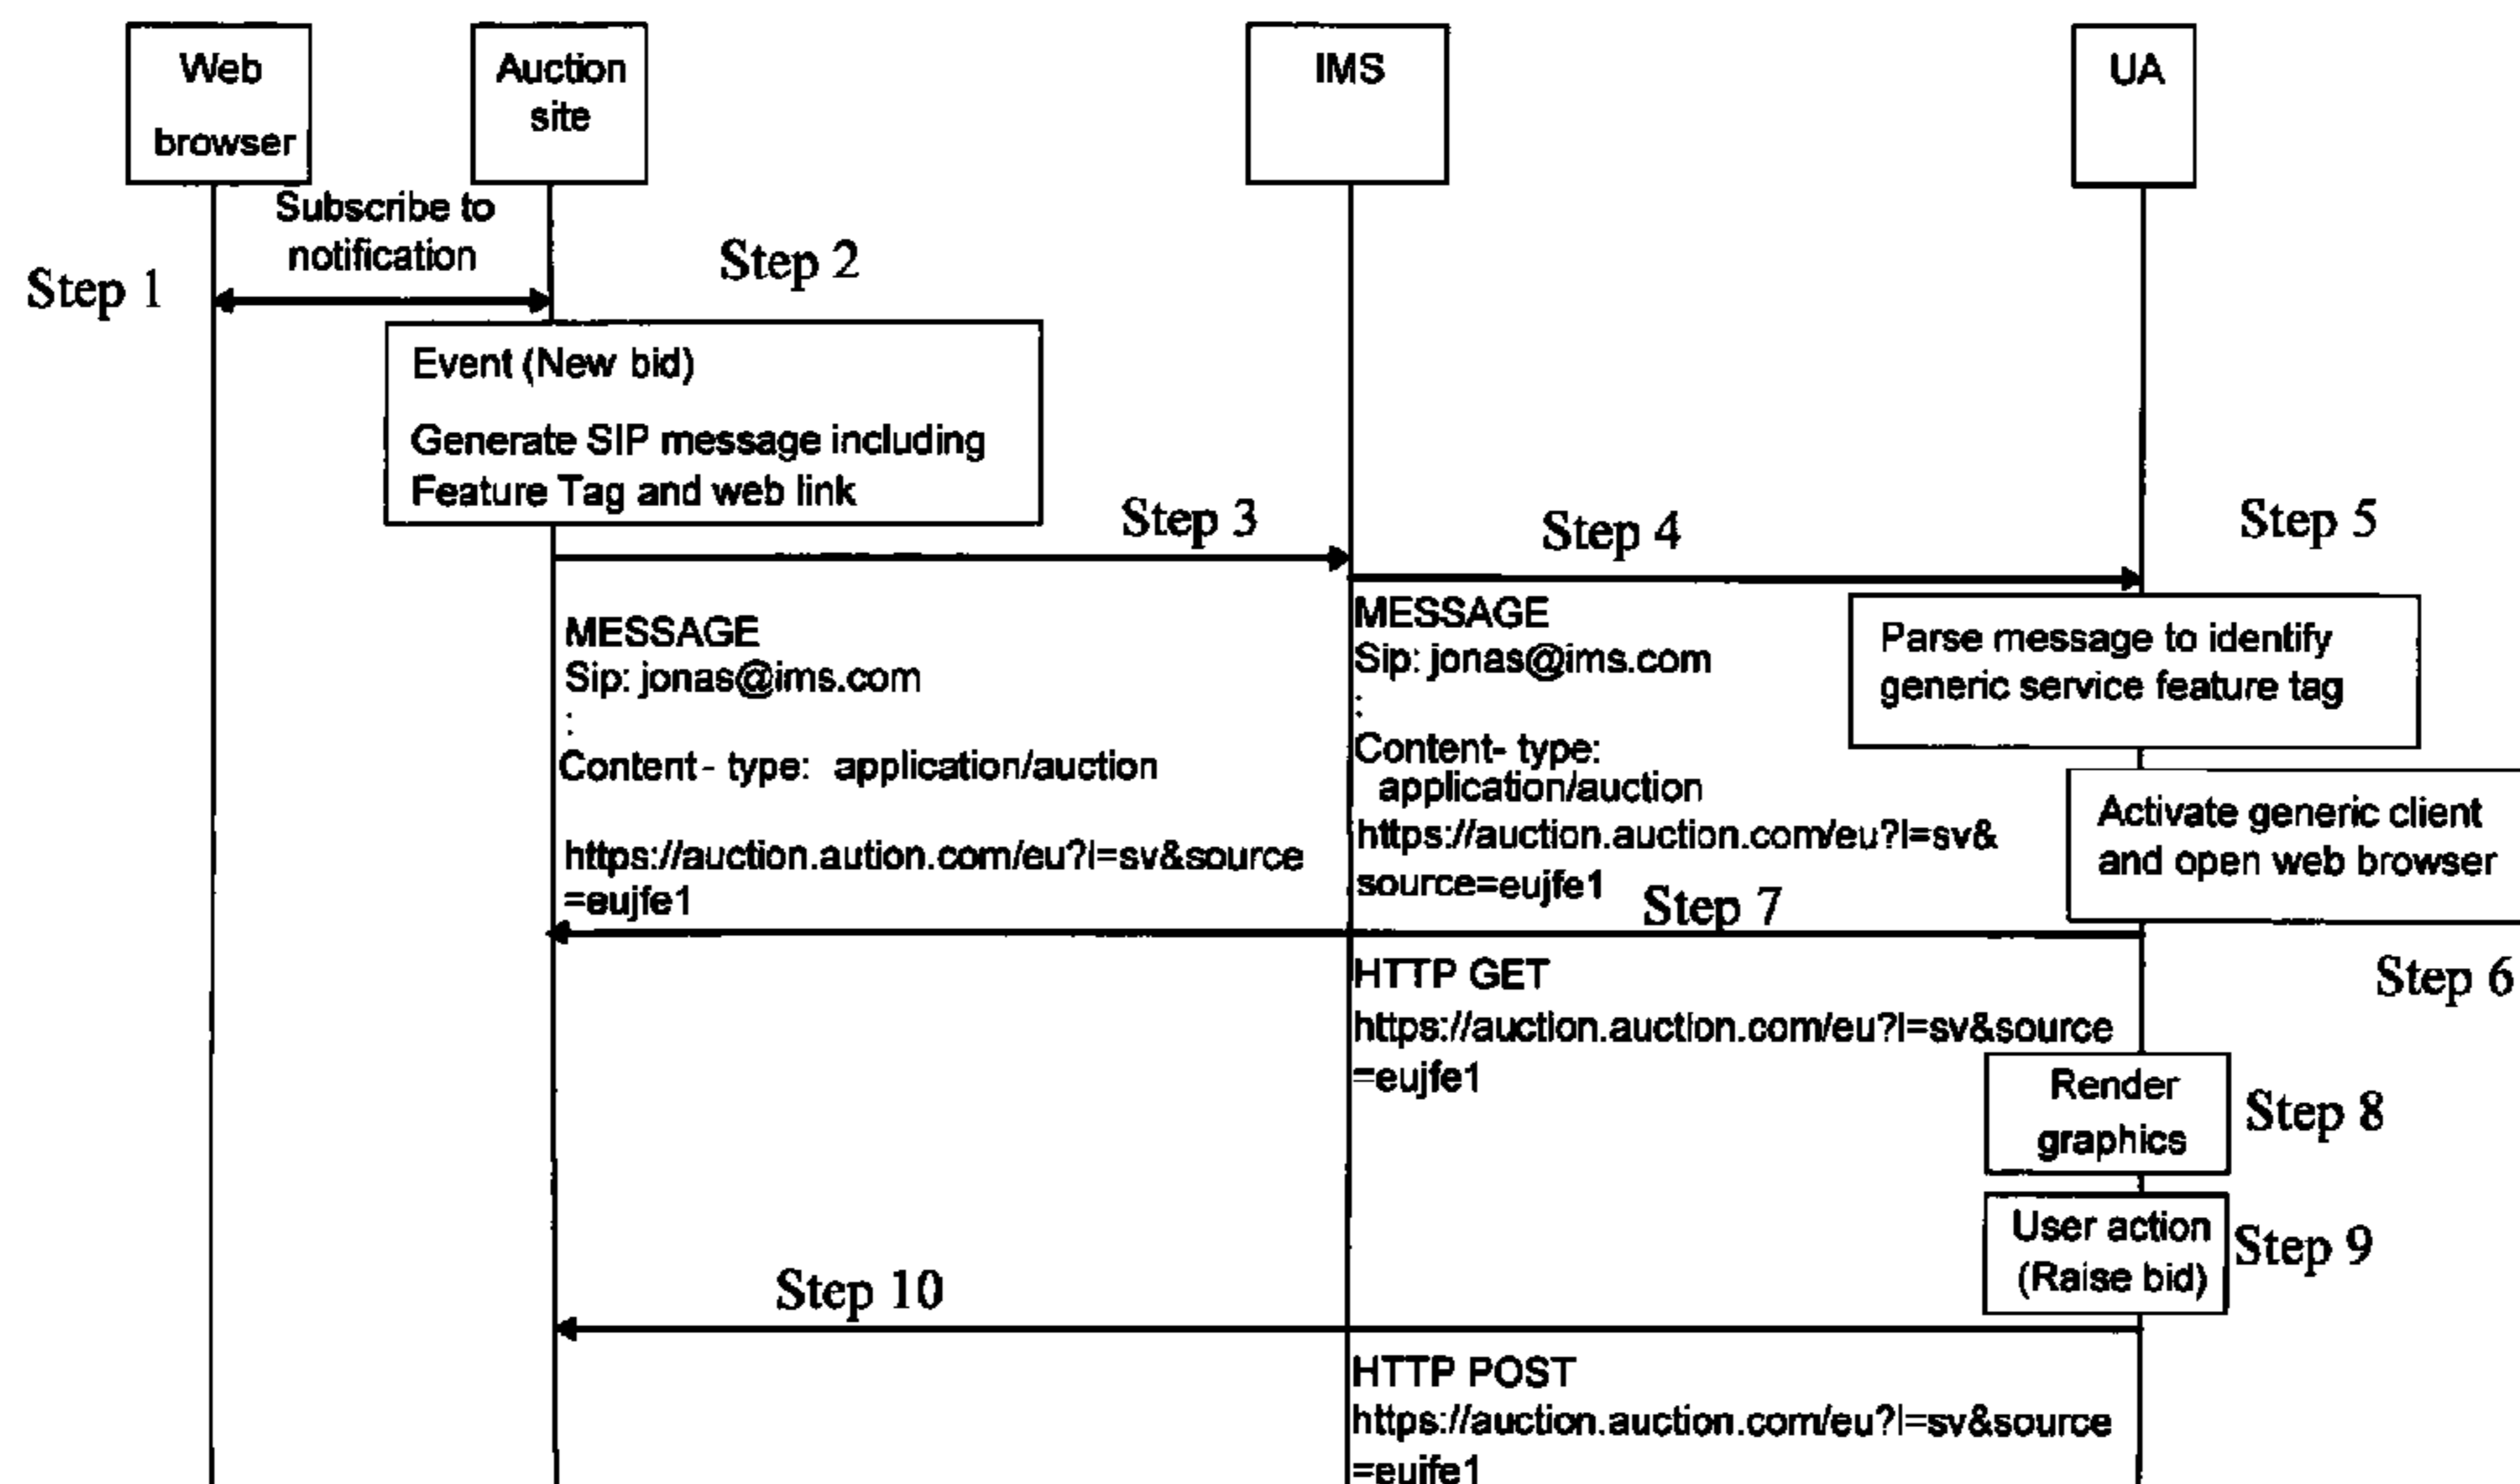 Web
browser
Auction
site
IMS
UA
Subscribe to
notification
Step 1
Step 2
Event (New bid)
Generate SIP message including
Feature Tag and web link
Step 3
Step 4
Step 5
MESSAGE
Sip: jonas@ims.com
:
Content - type: application/auction
https://auction.aution.com/eu?l=sv&source
=eujfe1
MESSAGE
Sip: jonas@ims.com
:
Content- type:
application/auction
https://auction.auction.com/eu?l=sv&
source=eujfe1
Parse message to identify
generic service feature tag
Activate generic client
and open web browser
Step 7
Step 6
HTTP GET
https://auction.auction.com/eu?l=sv&source
=eujfe1
Render
graphics
Step 8
User action
(Raise bid)
Step 9
Step 10
HTTP POST
https://auction.auction.com/eu?l=sv&source
=eujfe1